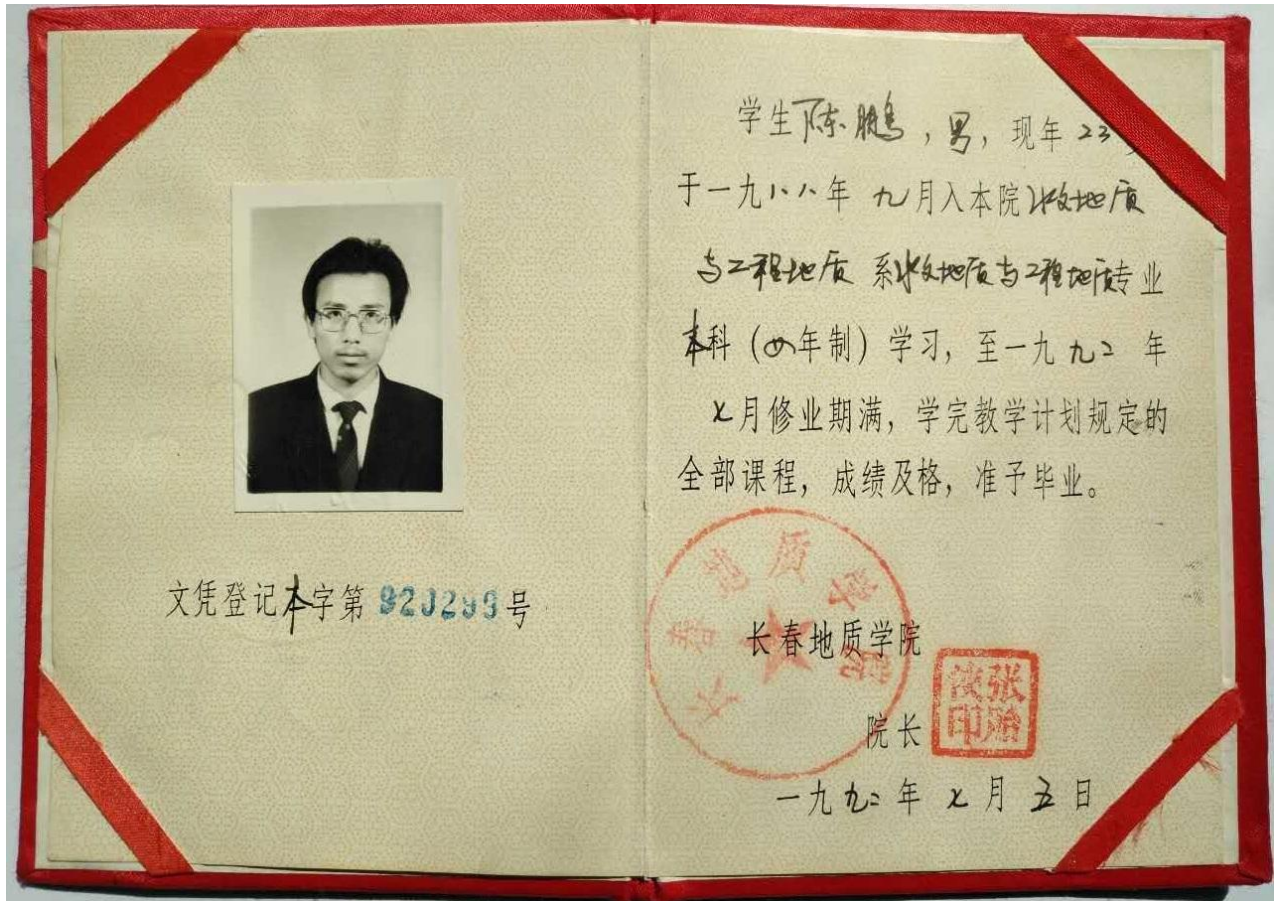 文凭登记本字第920299号
学生陈鹏，男，现年23
于一九八八年九月入本院水文地质
与工程地质系水文地质与工程地质专业
本科（四年制）学习，至一九九二年
七月修业期满，学完教学计划规定的
全部课程，成绩及格，准予毕业。
长春地质学院
长春地质学院
院长
张贻
印
一九九二年七月五日